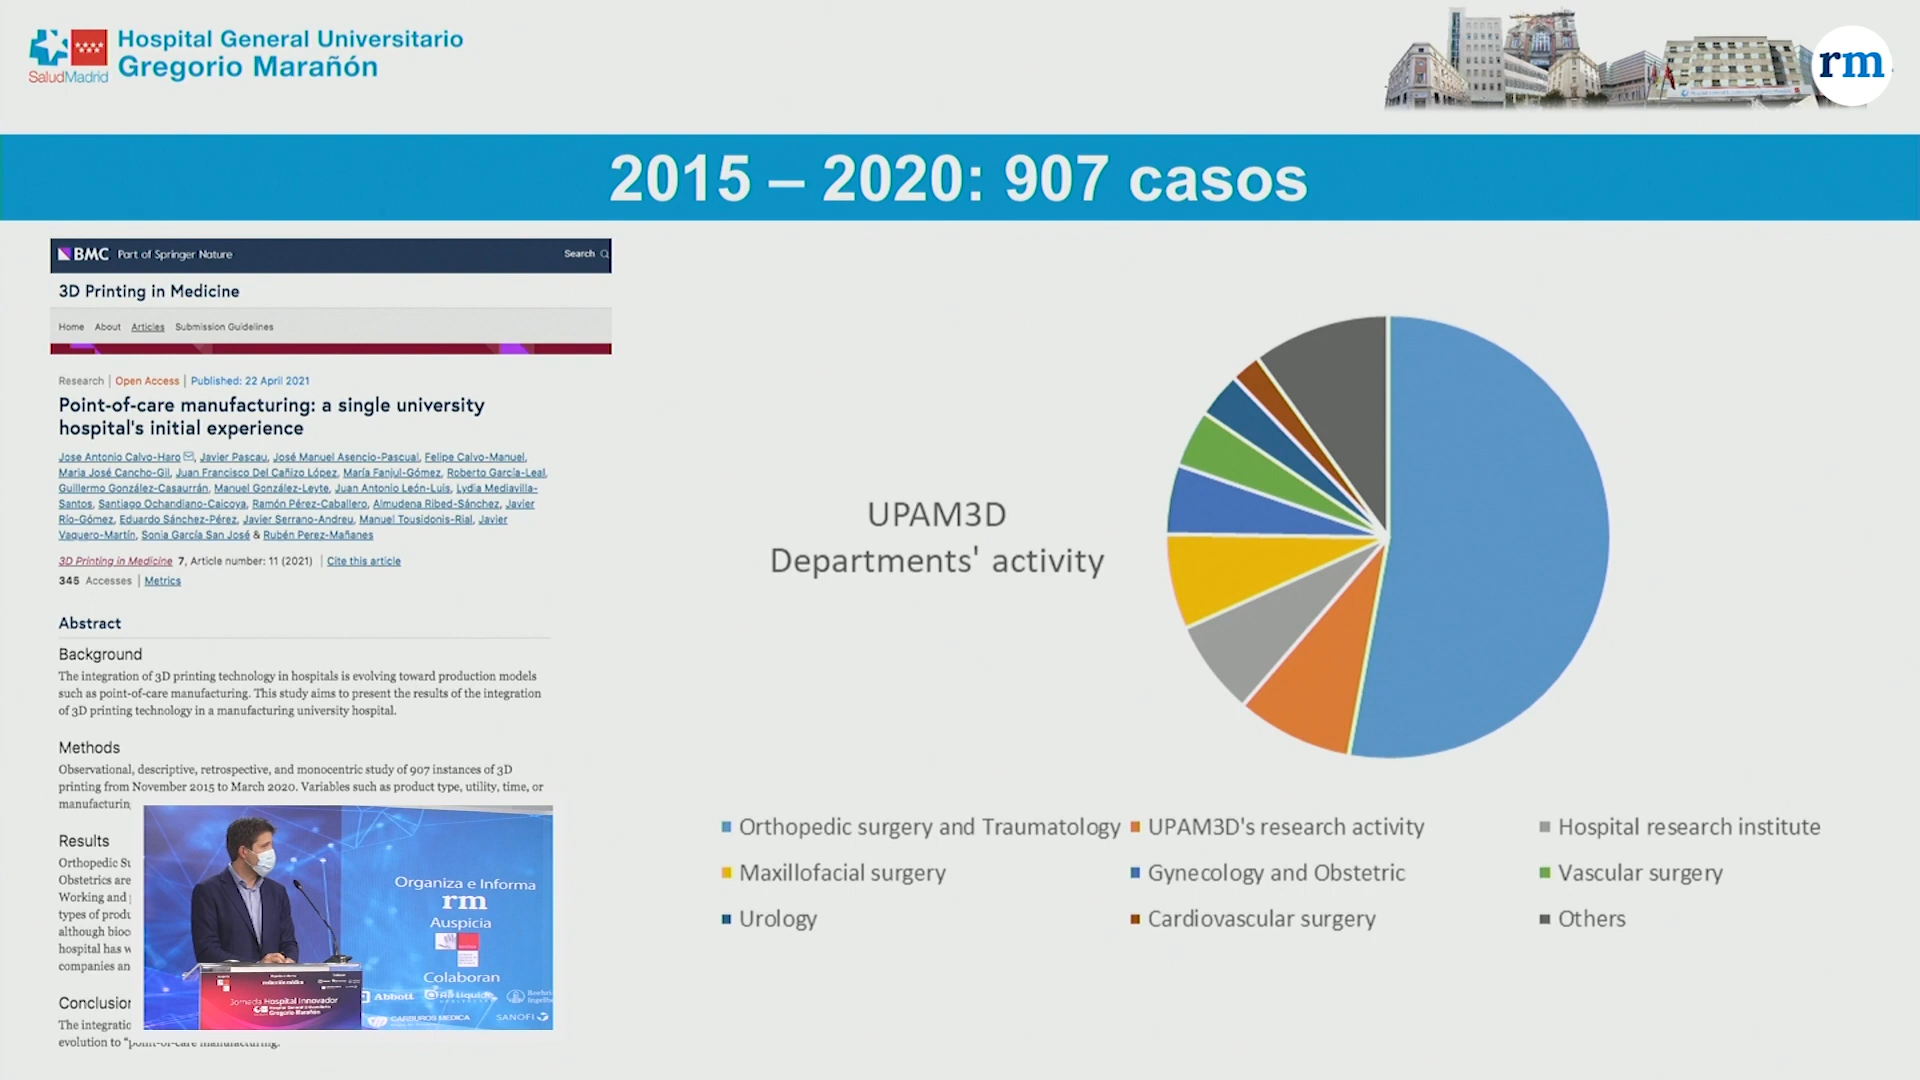 Hospital General Universitario
Gregorio Marañón
SaludMadrid
rm
2015 – 2020: 907 casos
BMC Part of Springer Nature
Search
3D Printing in Medicine
Home About Articles Submission Guidelines
Research | Open Access | Published: 22 April 2021
Point-of-care manufacturing: a single university
hospital's initial experience
Jose Antonio Calvo-Haro, Javier Pascau, José Manuel Asencio-Pascual, Felipe Calvo-Manuel,
Maria José Cancho-Gil, Juan Francisco Del Cañizo López, María Fanjul-Gómez, Roberto García-Leal,
Guillermo González-Casaurrán, Manuel González-Leyte, Juan Antonio León-Luis, Lydia Mediavilla-
Santos, Santiago Ochandiano-Caicoya, Ramón Pérez-Caballero, Almudena Ribed-Sánchez, Javier
Río-Gómez, Eduardo Sánchez-Pérez, Javier Serrano-Andreu, Manuel Tousidonis-Rial, Javier
Vaquero-Martín, Sonia García San José & Rubén Perez-Mañanes
3D Printing in Medicine 7, Article number: 11 (2021) | Cite this article
345 Accesses | Metrics
Abstract
Background
The integration of 3D printing technology in hospitals is evolving toward production models
such as point-of-care manufacturing. This study aims to present the results of the integration
of 3D printing technology in a manufacturing university hospital.
Methods
Observational, descriptive, retrospective, and monocentric study of 907 instances of 3D
printing from November 2015 to March 2020. Variables such as product type, utility, time, or
manufacturin
Results
Orthopedic Su
Obstetrics are
Working and
types of produ
although bioc
hospital has w
companies an
Conclusion
The integratio
evolution to "point-of-care manufacturing.
Organiza e Informa
rm
Auspicia
Colaboran
Abbott Air Liquide
CARBUROS MEDICA SANOFI
Jornada Hospital Innovador
Gregorio Marañón
UPAM3D
Departments' activity
Orthopedic surgery and Traumatology UPAM3D's research activity Hospital research institute
Maxillofacial surgery Gynecology and Obstetric Vascular surgery
Urology Cardiovascular surgery Others